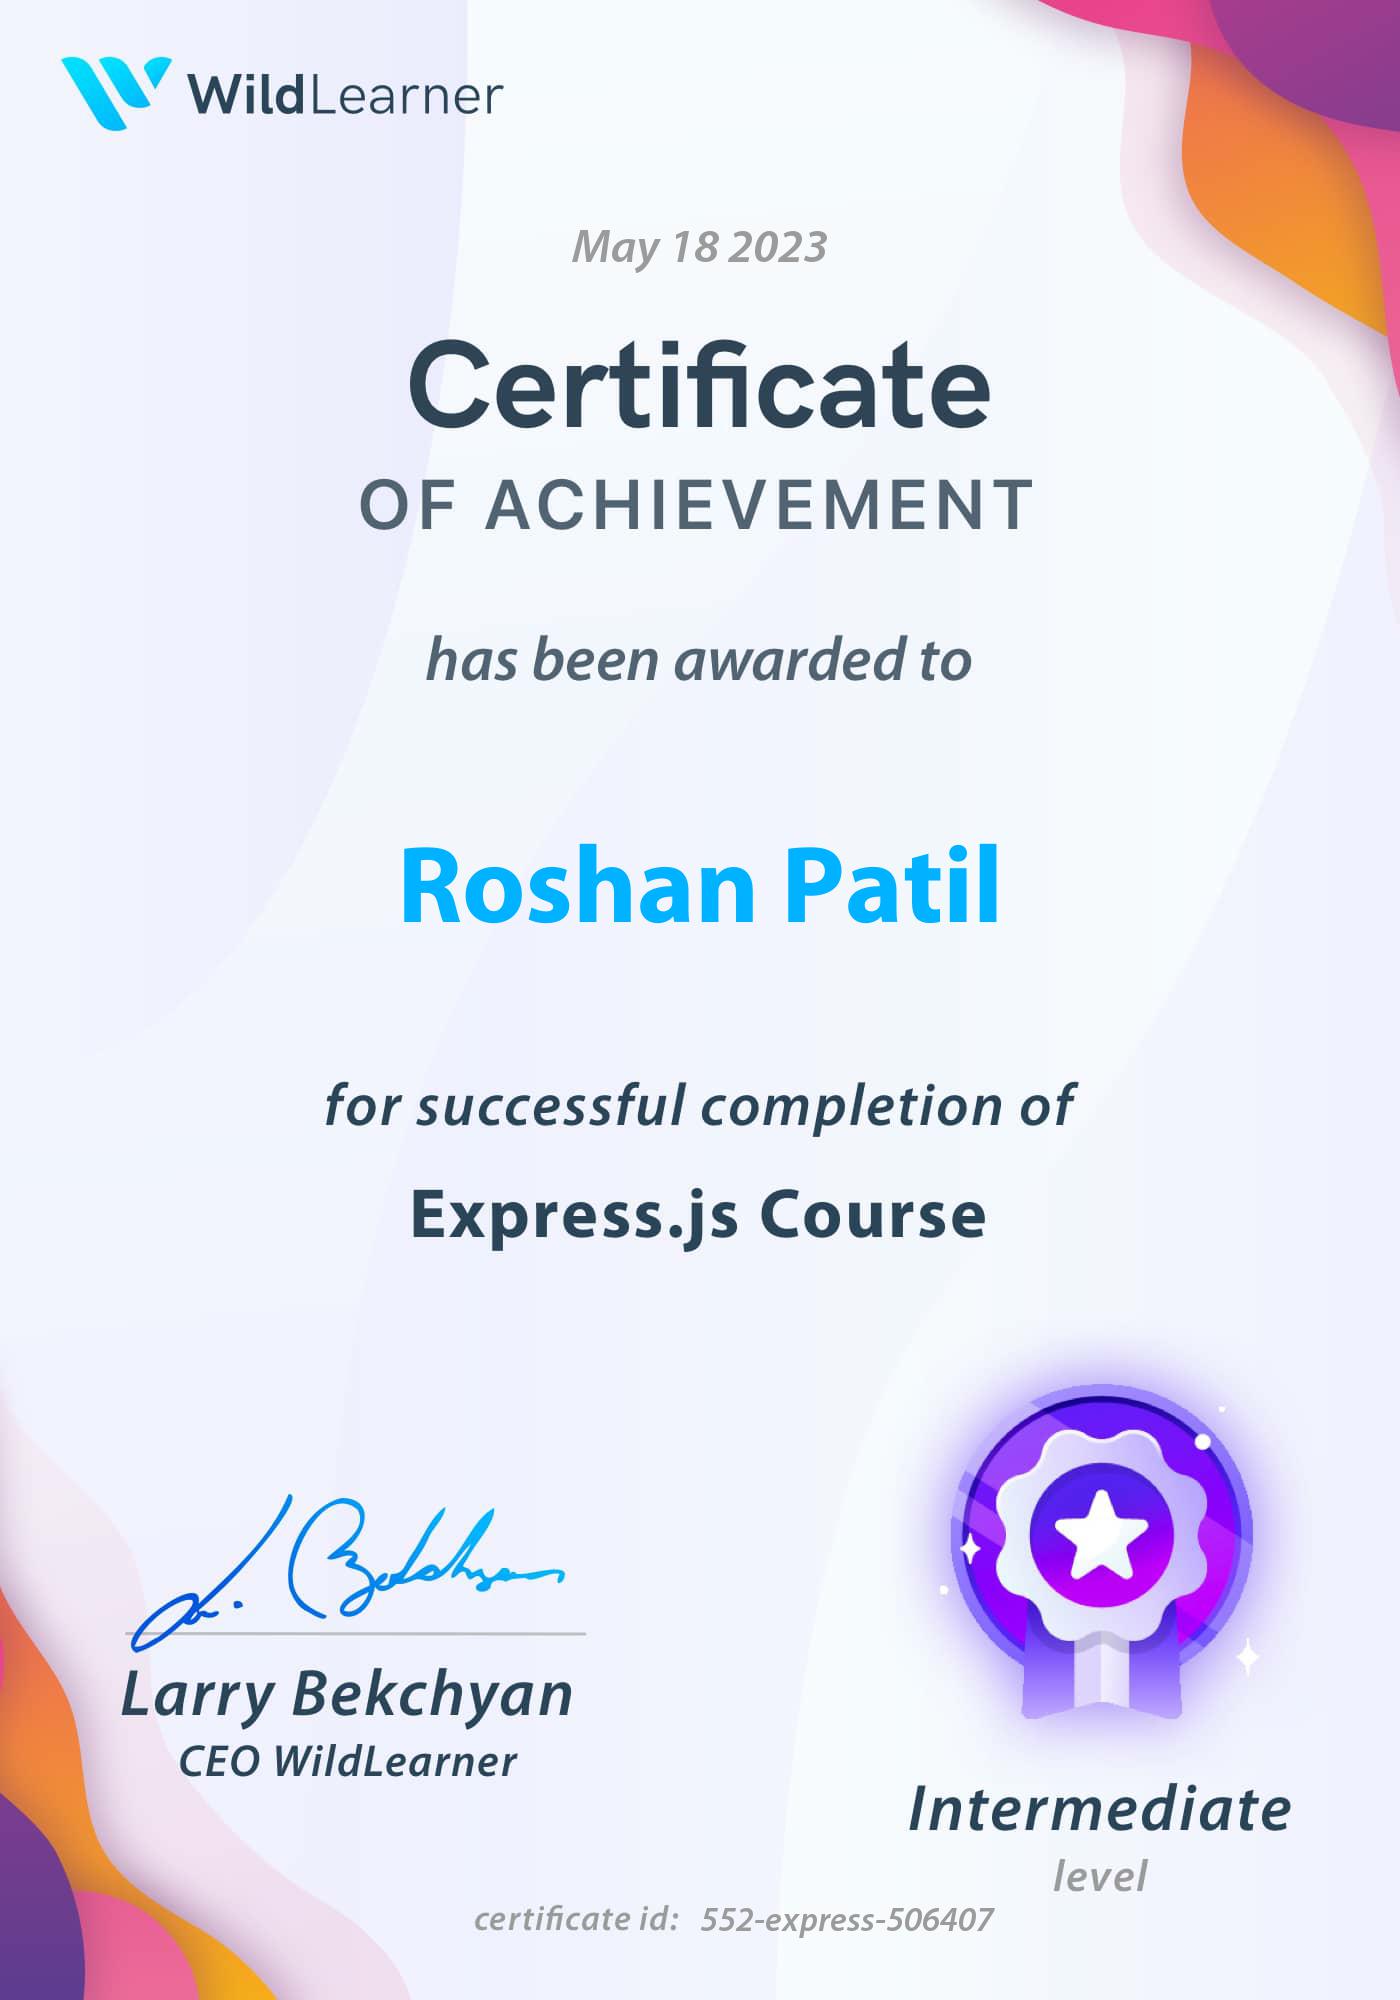 WildLearner
May 18 2023
Certificate
OF ACHIEVEMENT
has been awarded to
Roshan Patil
for successful completion of
Express.js Course
Larry Bekchyan
CEO WildLearner
Intermediate
level
certificate id: 552-express-506407